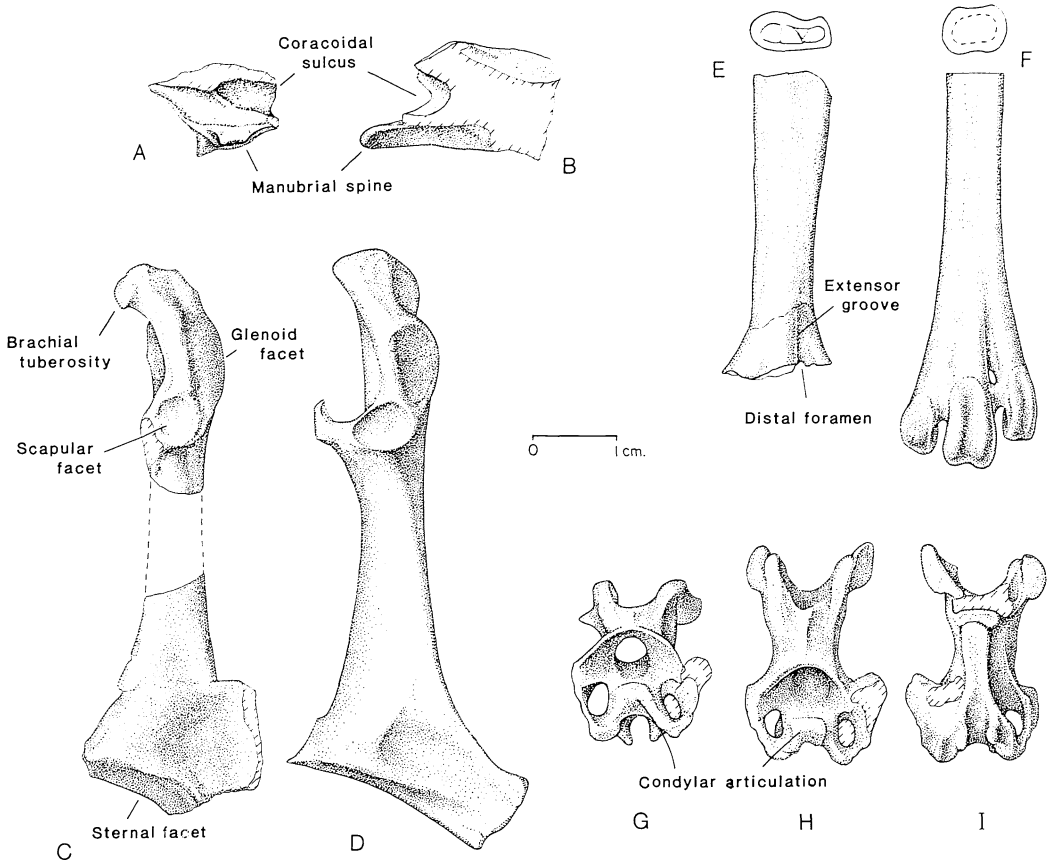 Coracoidal
sulcus
A
B
Manubrial spine
E
F
Extensor
groove
Distal foramen
Brachial
tuberosity
Glenoid
facet
Scapular
facet
0 1 cm.
Sternal facet
C
D
Condylar articulation
G
H
I